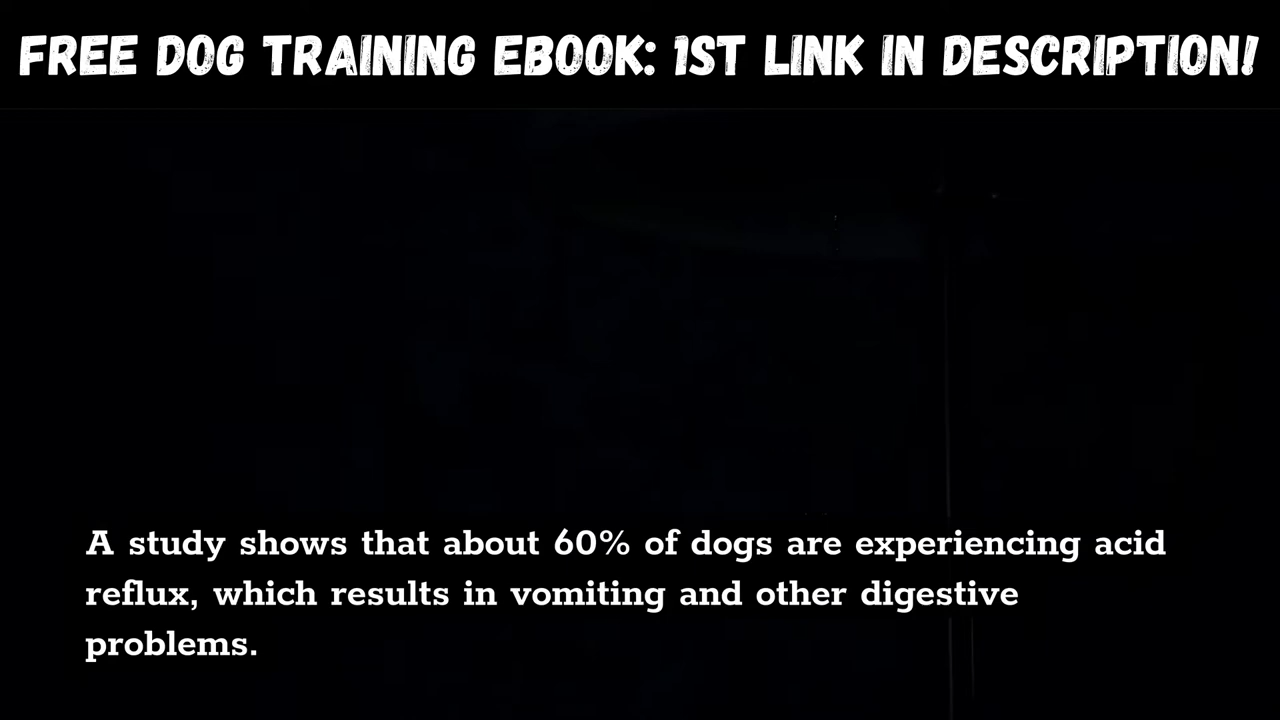 FREE DOG TRAINING EBOOK: 1ST LINK IN DESCRIPTION!
A study shows that about 60% of dogs are experiencing acid
reflux, which results in vomiting and other digestive
problems.